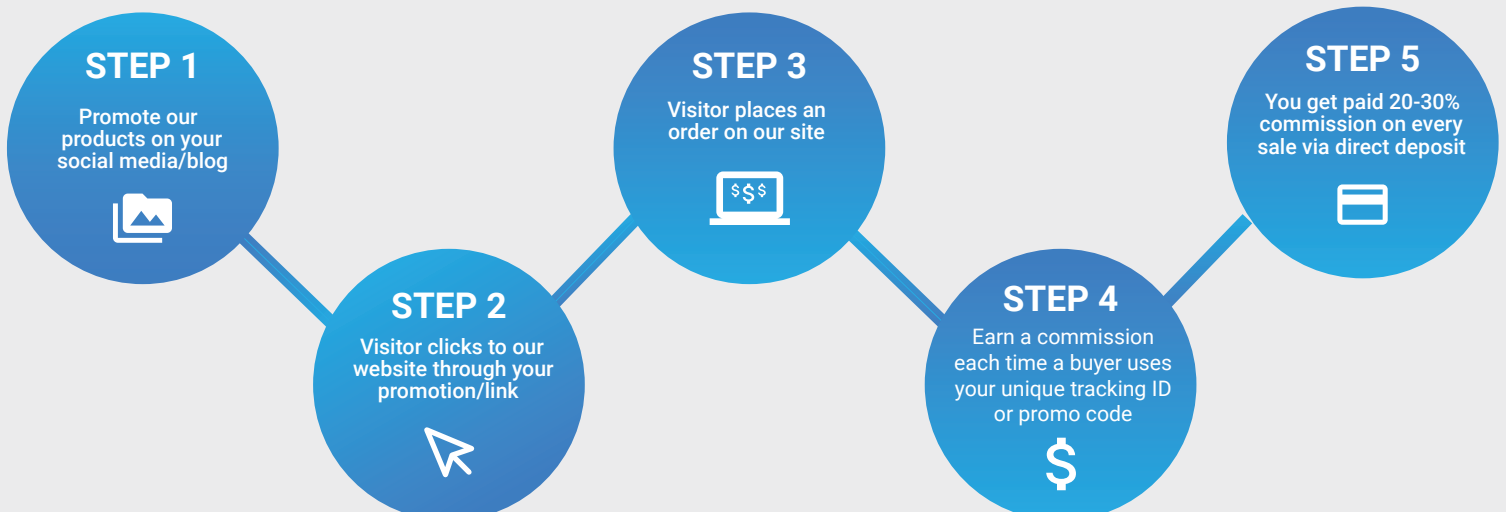 STEP 1
Promote our
products on your
social media/blog
STEP 2
Visitor clicks to our
website through your
promotion/link
STEP 3
Visitor places an
order on our site
$$$
STEP 4
Earn a commission
each time a buyer uses
your unique tracking ID
or promo code
$
STEP 5
You get paid 20-30%
commission on every
sale via direct deposit